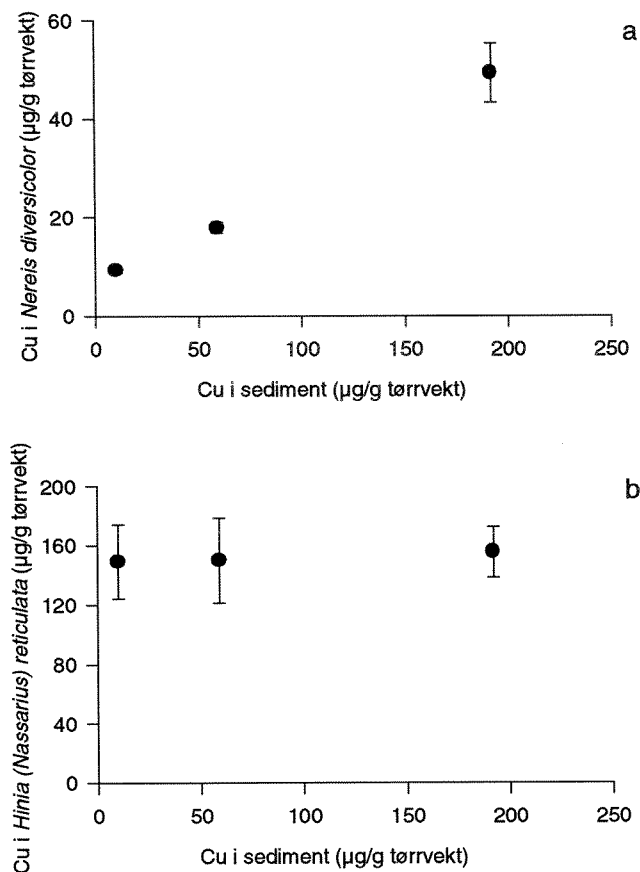 a
Cu i Nereis diversicolor (µg/g tørrvekt)
60
40
20
0
0 50 100 150 200 250
Cu i sediment (µg/g tørrvekt)
b
Cu i Hinia (Nassarius) reticulata (µg/g tørrvekt)
200
160
120
80
40
0
0 50 100 150 200 250
Cu i sediment (µg/g tørrvekt)